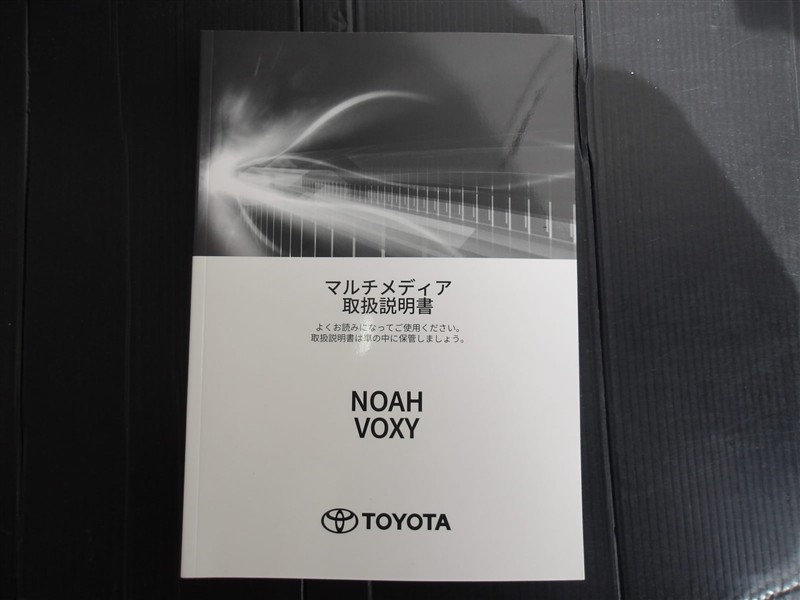 マルチメディア
取扱説明書
よくお読みになってご使用ください。
取扱説明書は車の中に保管しましょう。
NOAH
VOXY
TOYOTA